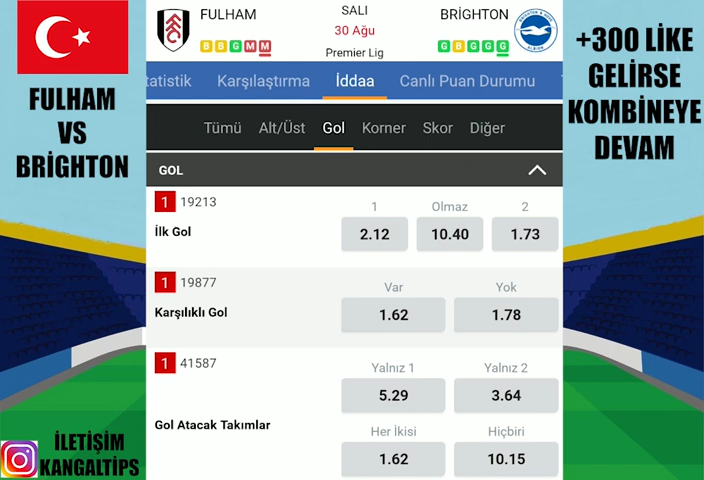 FULHAM
VS
BRİGHTON
İLETİŞİM
KANGALTİPS
FULHAM
B B G M M
SALI
30 Ağu
Premier Lig
BRİGHTON
G B G G G
tatistik Karşılaştırma İddaa Canlı Puan Durumu
Tümü Alt/Üst Gol Korner Skor Diğer
GOL
1 19213
1 Olmaz 2
İlk Gol
2.12 10.40 1.73
1 19877
Var Yok
Karşılıklı Gol
1.62 1.78
1 41587
Yalnız 1 Yalnız 2
5.29 3.64
Gol Atacak Takımlar
Her İkisi Hiçbiri
1.62 10.15
+300 LİKE
GELİRSE
KOMBİNEYE
DEVAM